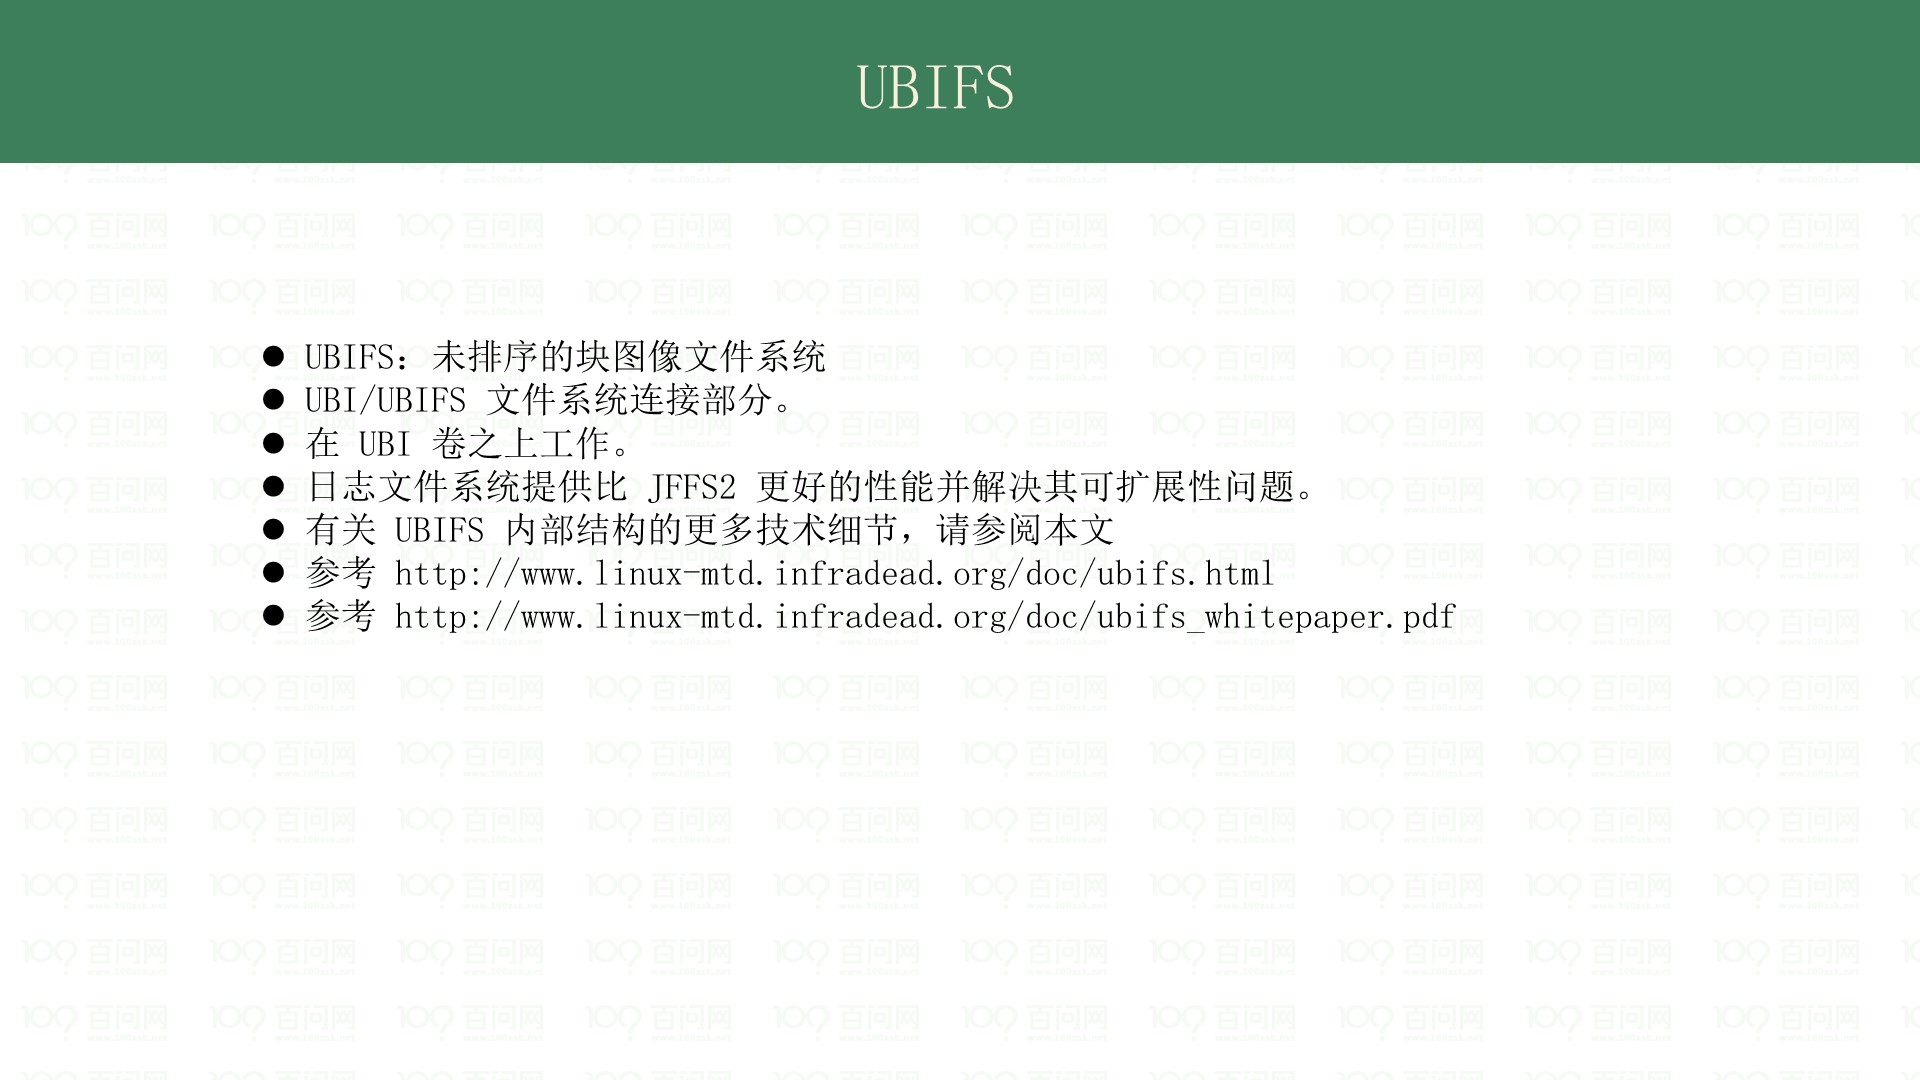 UBIFS
● UBIFS: 未排序的块图像文件系统
● UBI/UBIFS 文件系统连接部分。
● 在 UBI 卷之上工作。
● 日志文件系统提供比 JFFS2 更好的性能并解决其可扩展性问题。
● 有关 UBIFS 内部结构的更多技术细节，请参阅本文
● 参考 http://www.linux-mtd.infradead.org/doc/ubifs.html
● 参考 http://www.linux-mtd.infradead.org/doc/ubifs_whitepaper.pdf